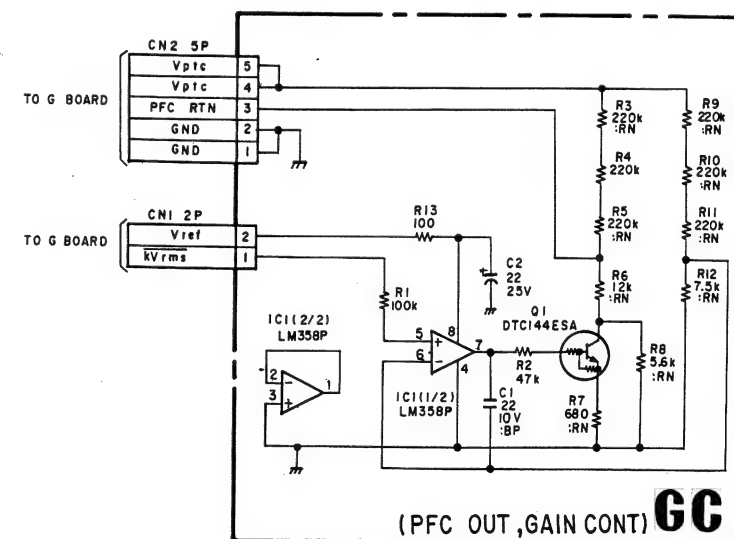 CN2 5P
Vptc 5
Vptc 4
PFC RTN 3
GND 2
GND 1
TO G BOARD
CN1 2P
Vref 2
kVrms 1
TO G BOARD
R3
220k
:RN
R9
220k
:RN
R4
220k
R10
220k
:RN
R5
220k
:RN
R11
220k
:RN
R13
100
R6
12k
:RN
R12
7.5k
:RN
C2
22
25V
R1
100k
Q1
DTC144ESA
IC1(2/2)
LM358P
2
3
1
-
+
5
6
8
7
4
+
-
IC1(1/2)
LM358P
R2
47k
R8
5.6k
:RN
C1
22
10V
:BP
R7
680
:RN
(PFC OUT, GAIN CONT) GC